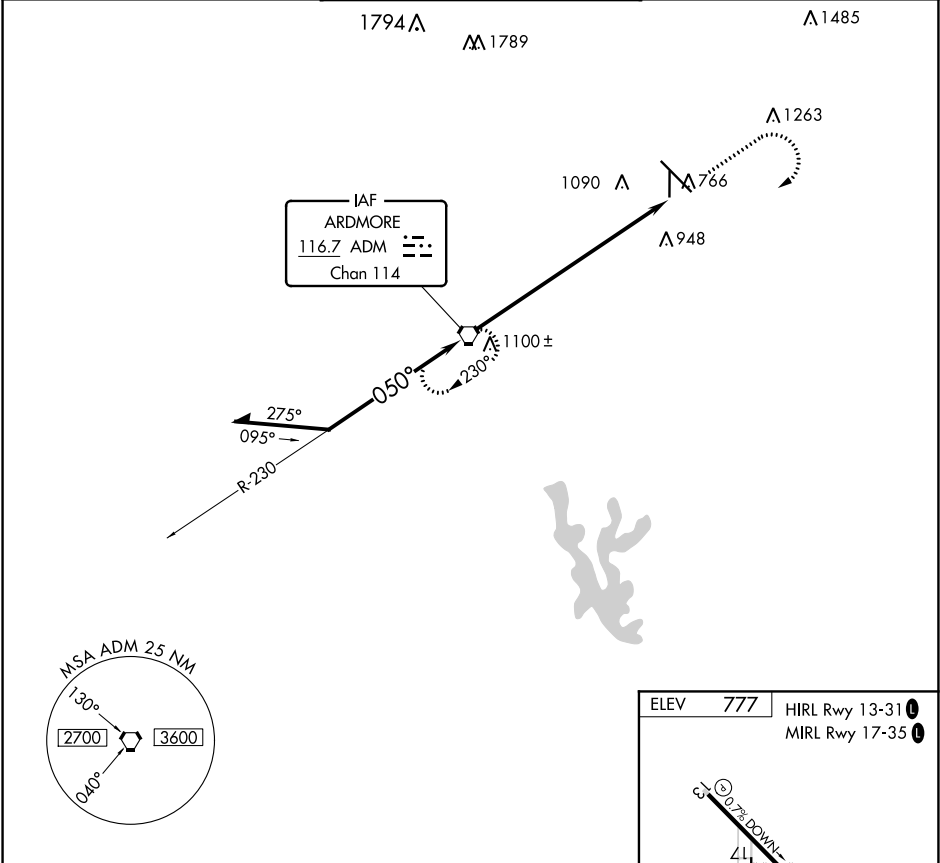 1794
1789
1485
1263
1090
766
948
IAF
ARDMORE
116.7 ADM
Chan 114
1100 ±
230°
050°
275°
095°
R-230
MSA ADM 25 NM
130°
2700
3600
040°
ELEV 777
HIRL Rwy 13-31 L
MIRL Rwy 17-35 L
13
P
0.7% DOWN
17